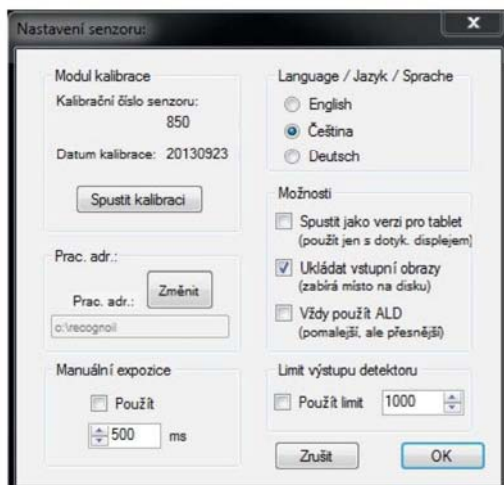 Nastavení senzoru:
x
Modul kalibrace
Kalibrační číslo senzoru:
850
Datum kalibrace: 20130923
Spustit kalibraci
Prac. adr.:
Prac. adr.:
Změnit
c:\recognoil
Manuální expozice
Použít
500 ms
Language / Jazyk / Sprache
English
Čeština
Deutsch
Možnosti
Spustit jako verzi pro tablet
(použít jen s dotyk. displejem)
Ukládat vstupní obrazy
(zabírá místo na disku)
Vždy použít ALD
(pomalejší, ale přesnější)
Limit výstupu detektoru
Použít limit 1000
Zrušit
OK